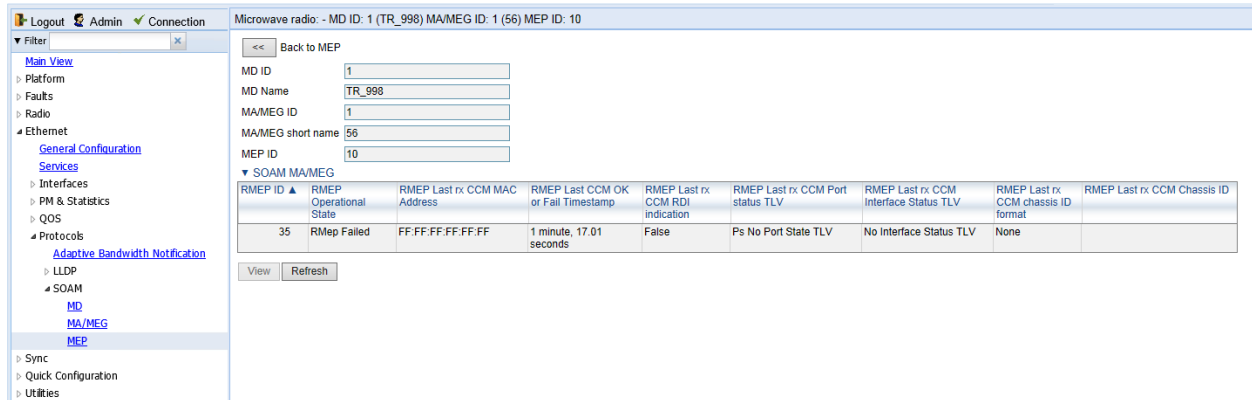 Logout Admin Connection
Filter
Main View
Platform
Faults
Radio
Ethernet
General Configuration
Services
Interfaces
PM & Statistics
QOS
Protocols
Adaptive Bandwidth Notification
LLDP
SOAM
MD
MA/MEG
MEP
Sync
Quick Configuration
Utilities
Microwave radio: - MD ID: 1 (TR_998) MA/MEG ID: 1 (56) MEP ID: 10
<< Back to MEP
MD ID 1
MD Name TR_998
MA/MEG ID 1
MA/MEG short name 56
MEP ID 10
SOAM MA/MEG
RMEP ID ▲
RMEP Operational State
RMEP Last rx CCM MAC Address
RMEP Last CCM OK or Fail Timestamp
RMEP Last rx CCM RDI indication
RMEP Last rx CCM Port status TLV
RMEP Last rx CCM Interface Status TLV
RMEP Last rx CCM chassis ID format
RMEP Last rx CCM Chassis ID
35 RMep Failed FF:FF:FF:FF:FF:FF 1 minute, 17.01 seconds False Ps No Port State TLV No Interface Status TLV None
View Refresh